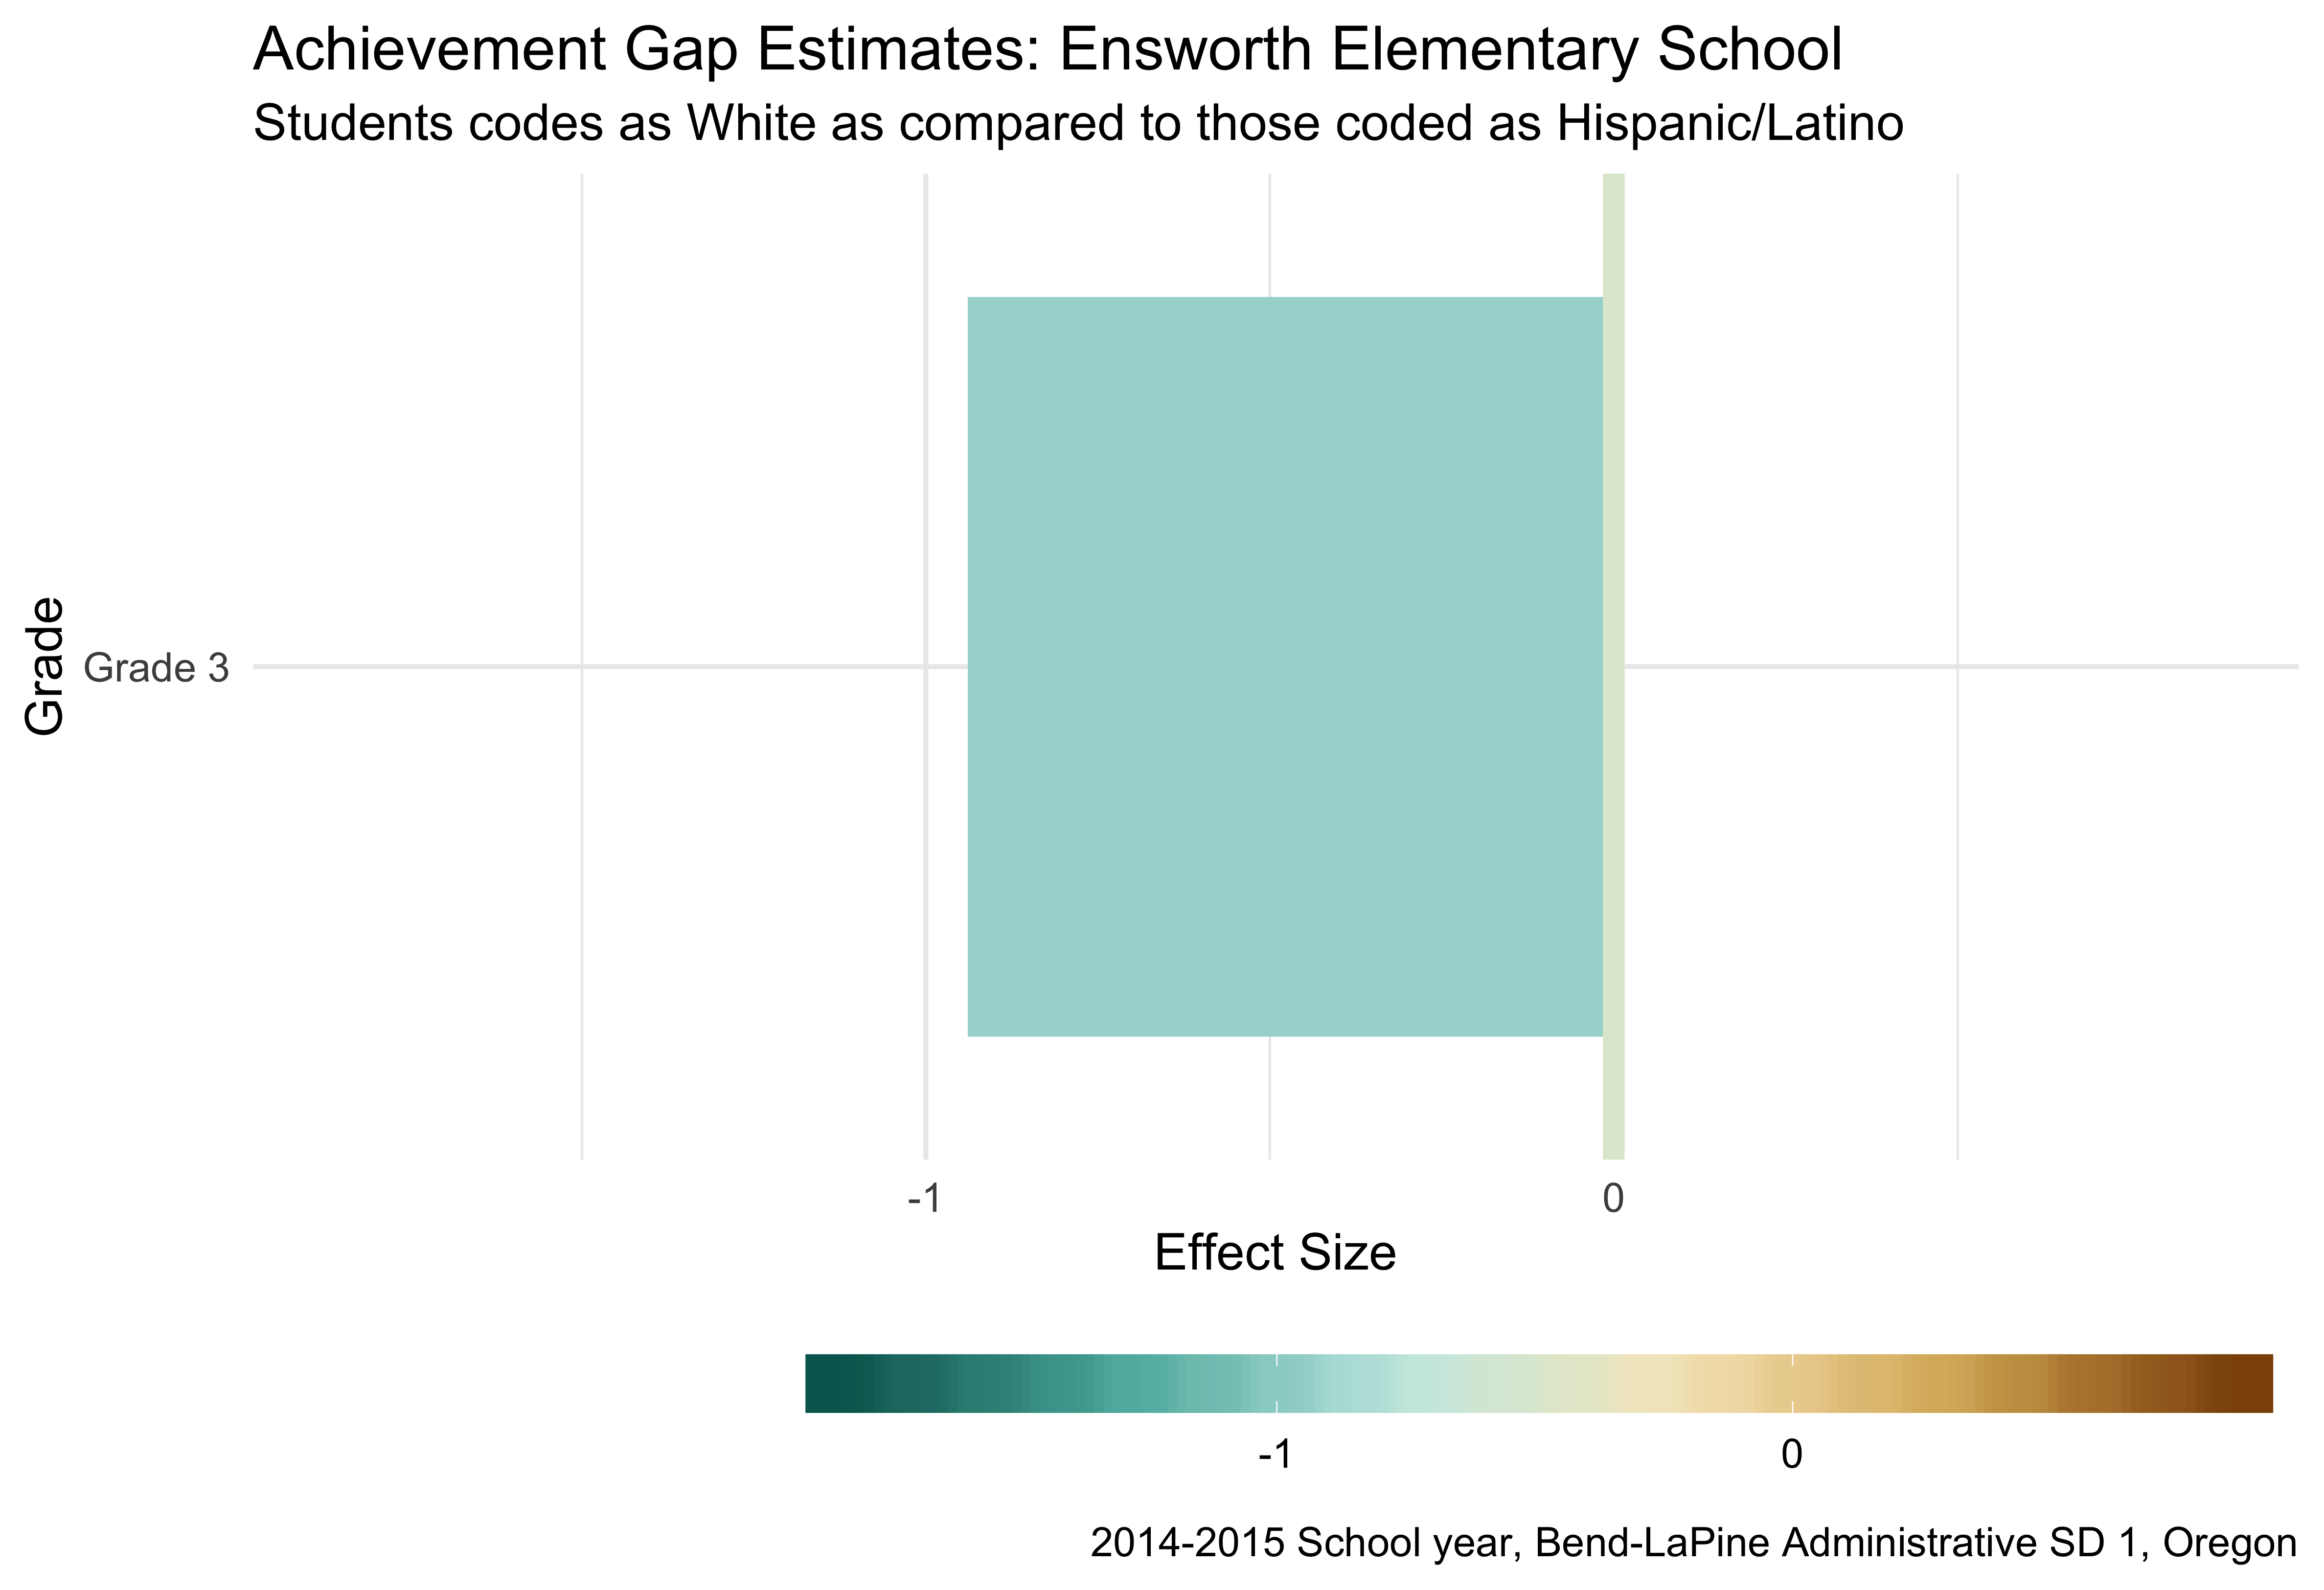 Achievement Gap Estimates: Ensworth Elementary School
Students codes as White as compared to those coded as Hispanic/Latino
Grade
Grade 3
-1
0
Effect Size
-1
0
2014-2015 School year, Bend-LaPine Administrative SD 1, Oregon